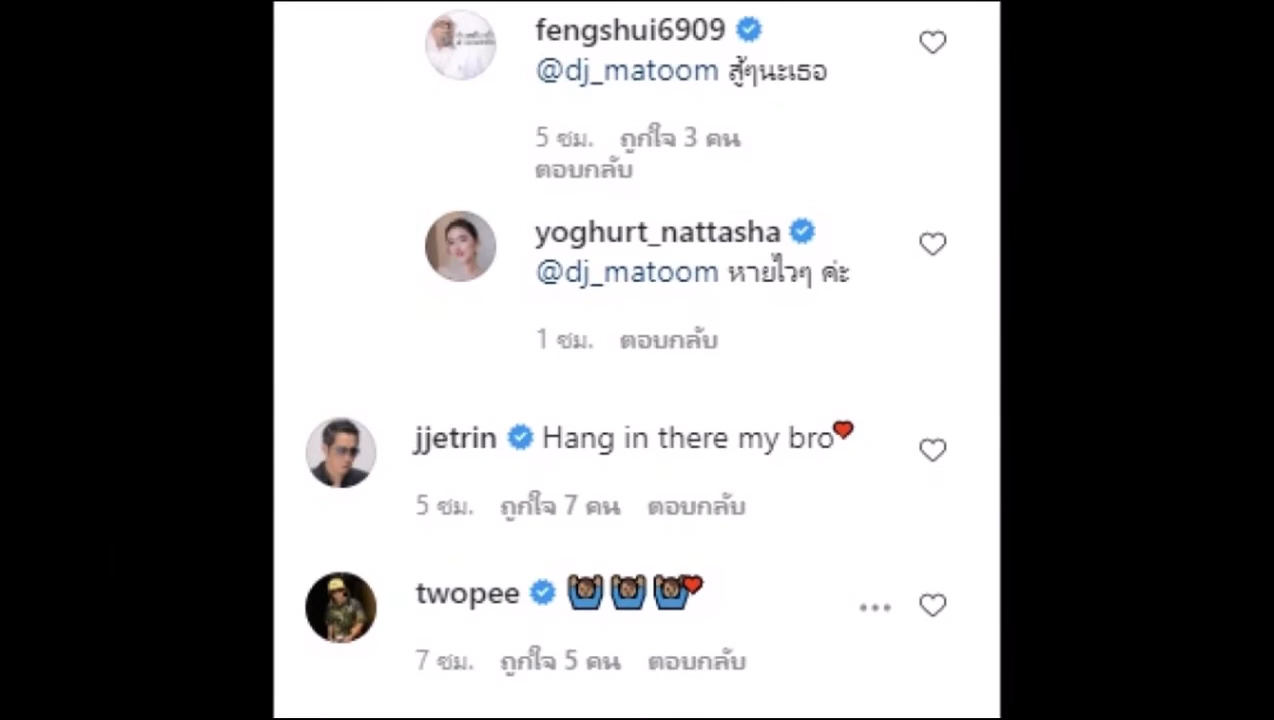 fengshui6909
@dj_matoom สู้ๆนะเธอ
5 ชม. ถูกใจ 3 คน
ตอบกลับ
yoghurt_nattasha
@dj_matoom หายไวๆ ค่ะ
1 ชม. ตอบกลับ
jjetrin Hang in there my bro❤️
5 ชม. ถูกใจ 7 คน ตอบกลับ
twopee 🙆🏽‍♂️🙆🏽‍♂️🙆🏽‍♂️❤️
7 ชม. ถูกใจ 5 คน ตอบกลับ